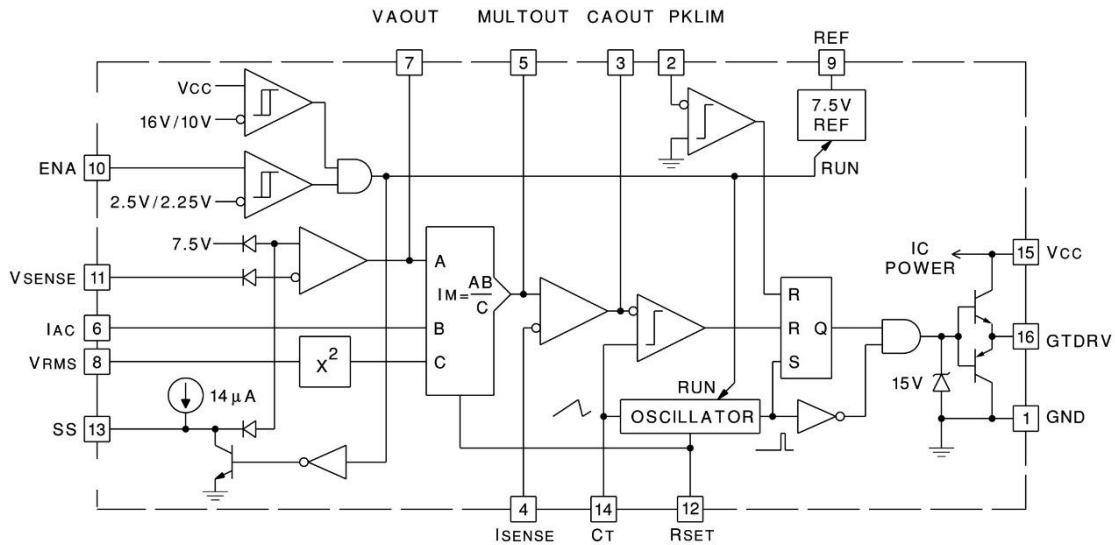 VAOUT MULTOUT CAOUT PKLIM
REF
7 5 3 2 9
VCC
16V/10V
7.5V
REF
ENA 10
RUN
2.5V/2.25V
7.5V
VSENSE 11
A
IM=AB/C
B
C
IAC 6
VRMS 8
X²
R
R Q
S
IC
POWER
15 VCC
16 GTDRV
15V
1 GND
14µA
SS 13
RUN
OSCILLATOR
4 14 12
ISENSE CT RSET